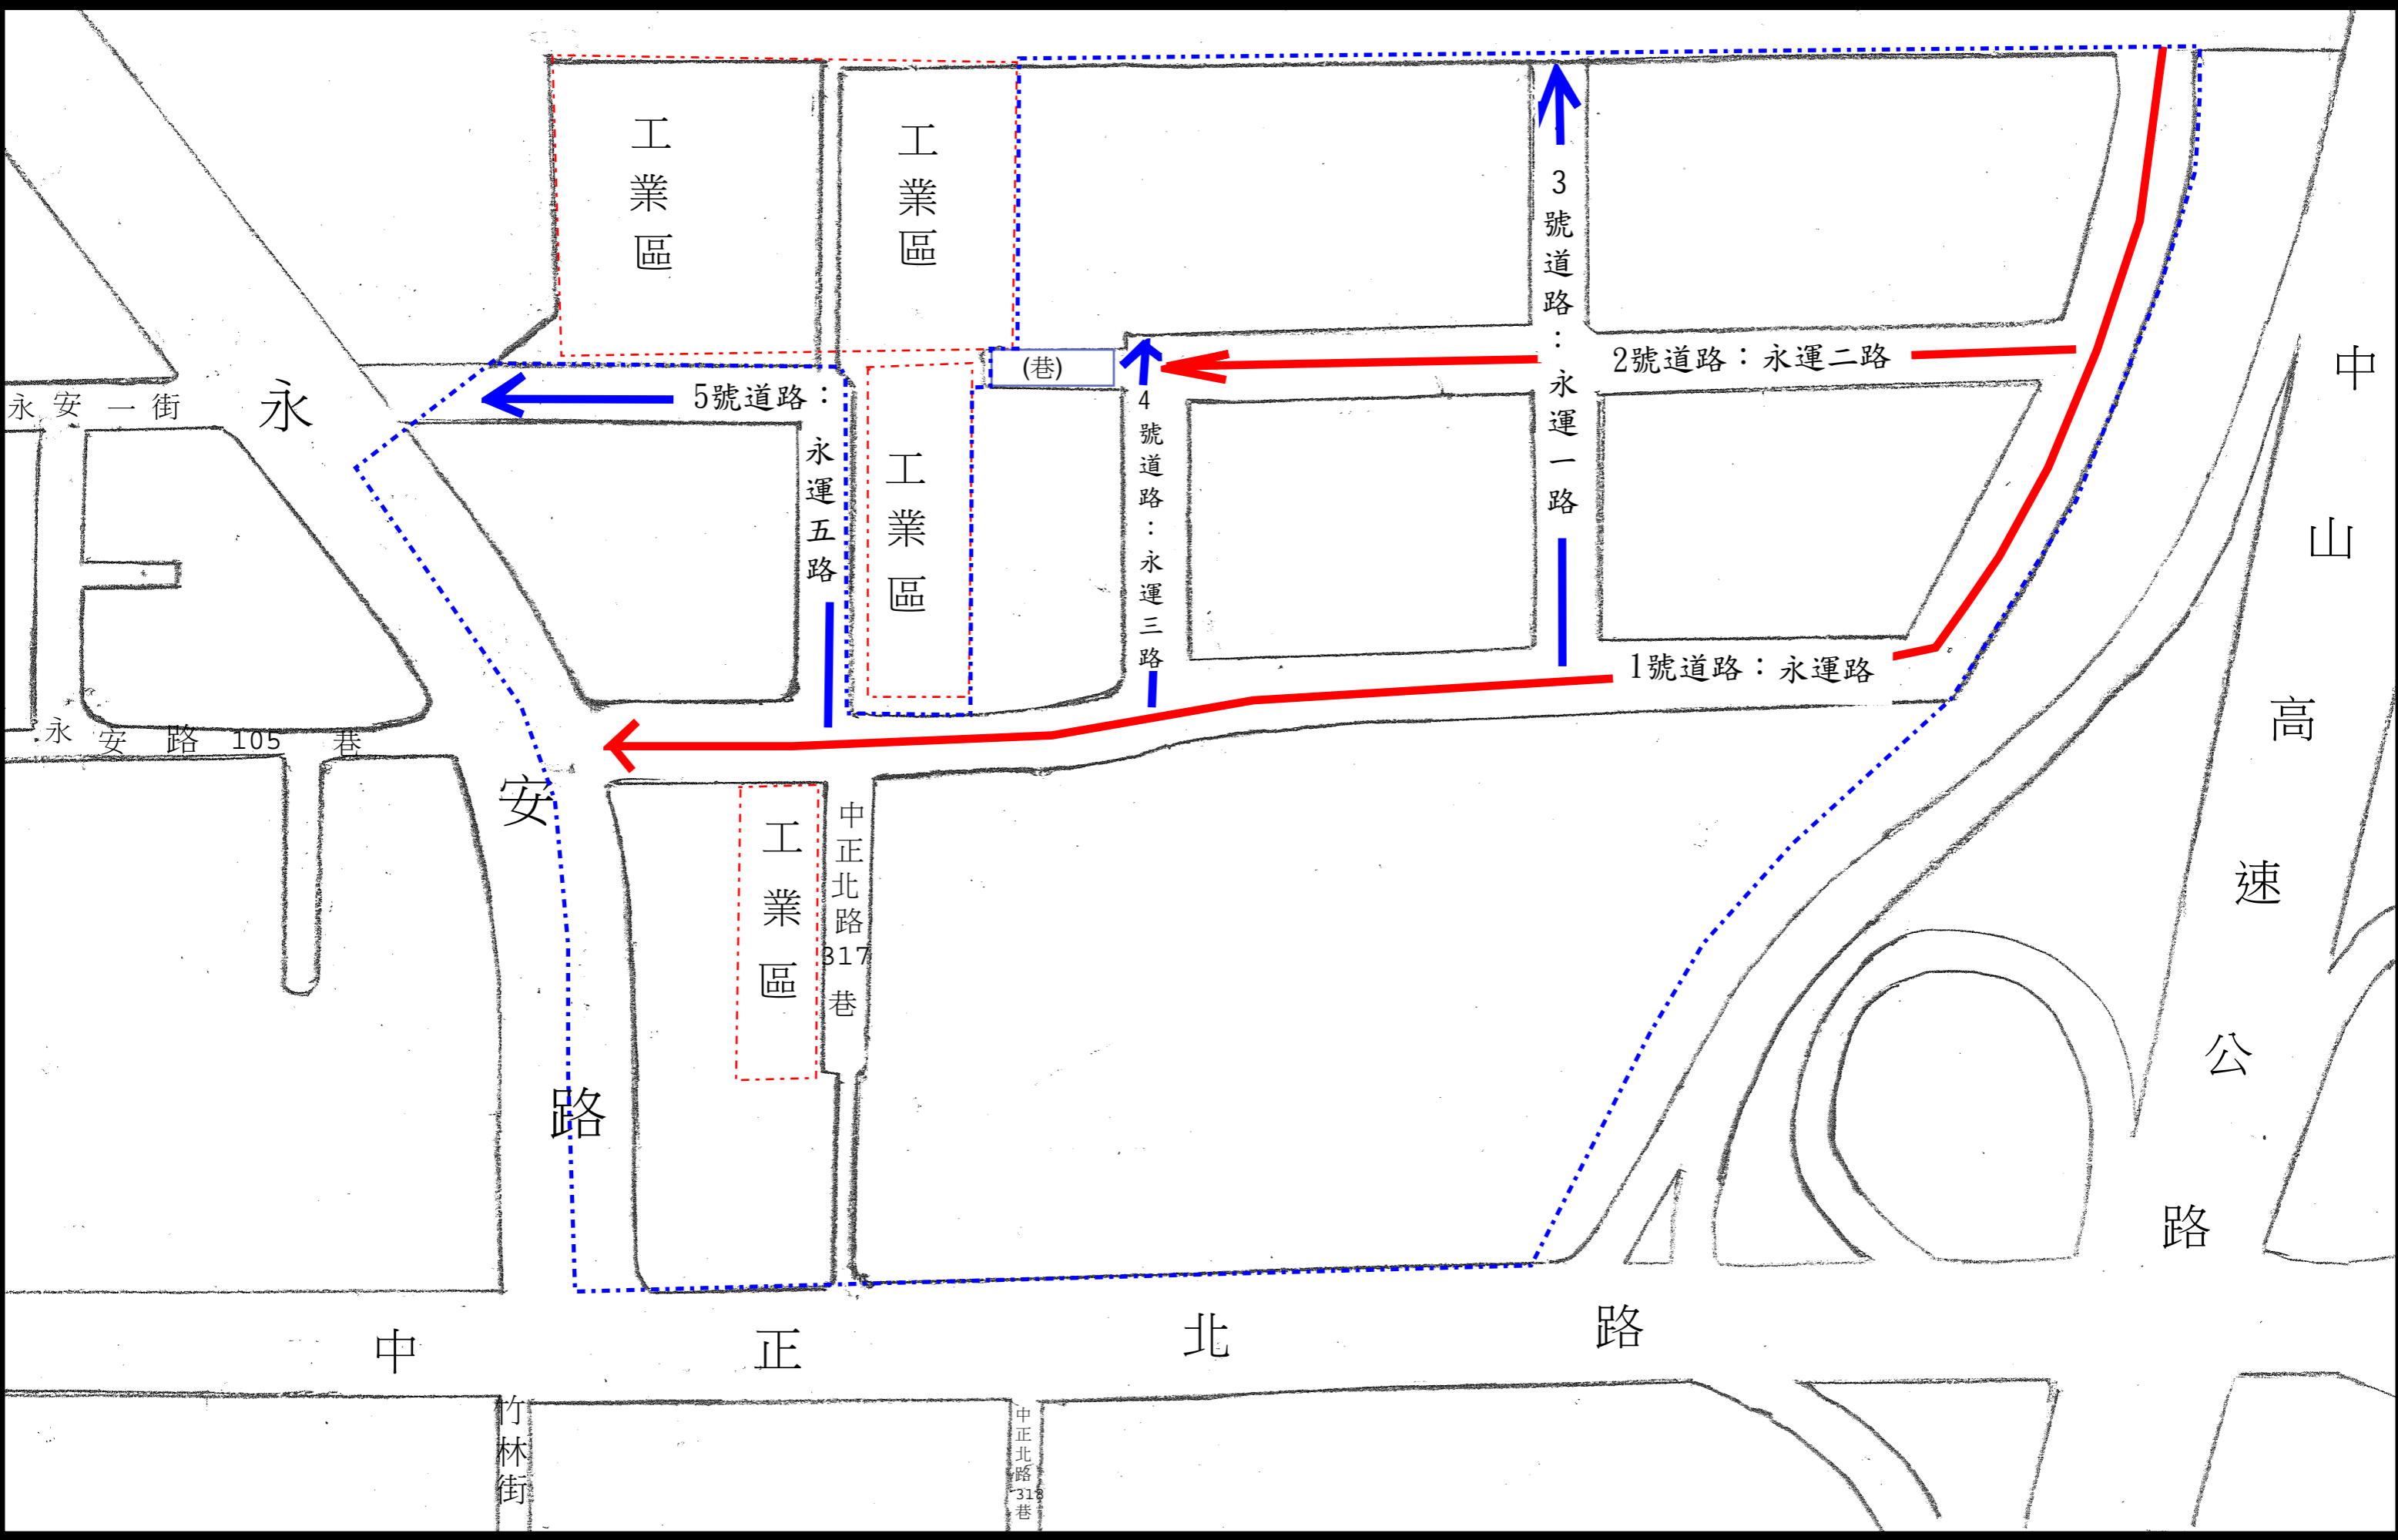 工業區
工業區
3號道路：永運一路
2號道路：永運二路
(巷)
中山高速公路
永安一街
永安路
5號道路：永運五路
工業區
4號道路：永運三路
1號道路：永運路
永安路105巷
工業區
中正北路317巷
中正北路
竹林街
中正北路318巷